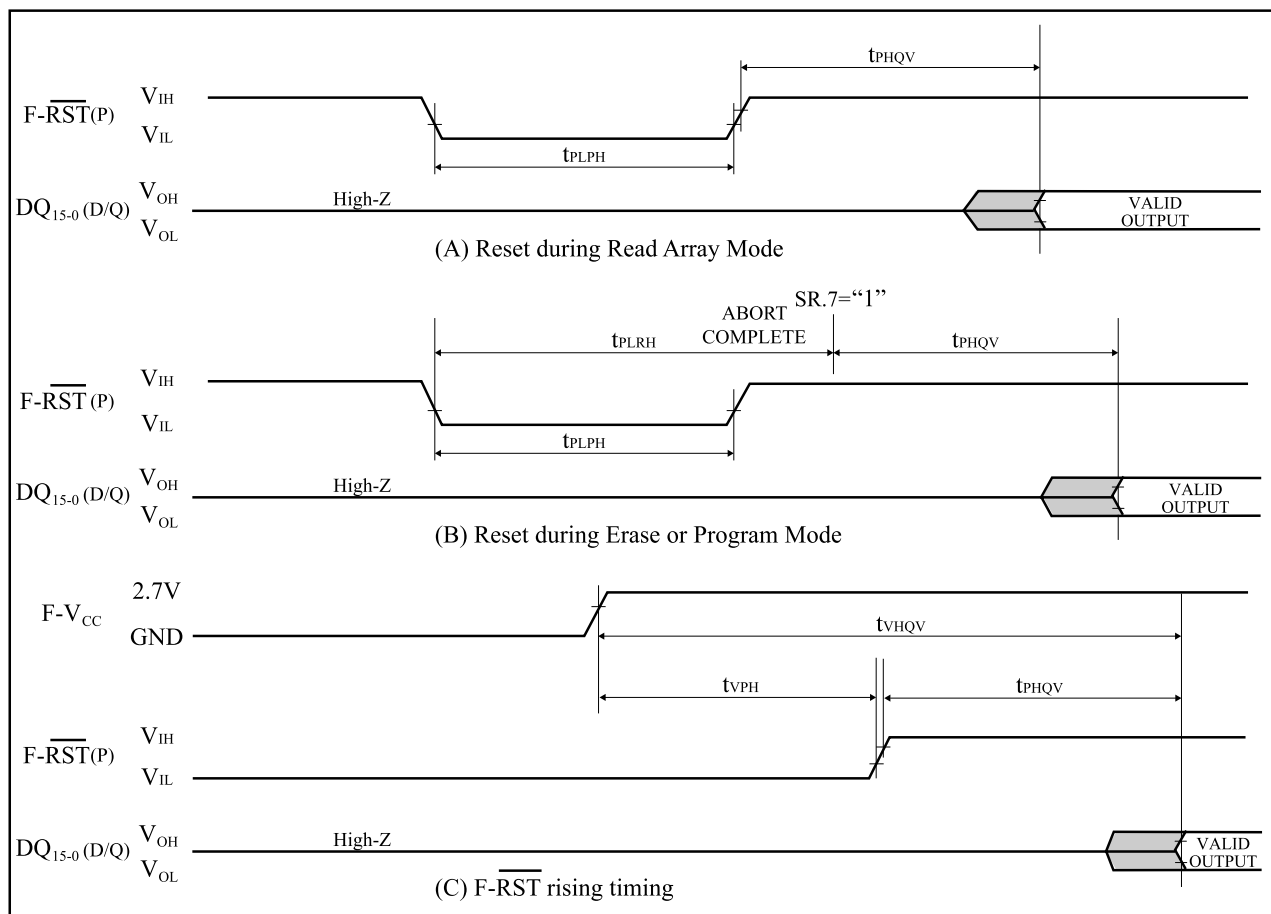 tPHQV
F-RST(P)
VIH
VIL
tPLPH
DQ15-0 (D/Q)
VOH
VOL
High-Z
VALID
OUTPUT
(A) Reset during Read Array Mode
SR.7=“1”
ABORT
COMPLETE
tPLRH
tPHQV
F-RST(P)
VIH
VIL
tPLPH
DQ15-0 (D/Q)
VOH
VOL
High-Z
VALID
OUTPUT
(B) Reset during Erase or Program Mode
F-VCC
2.7V
GND
tVHQV
tVPH
tPHQV
F-RST(P)
VIH
VIL
DQ15-0 (D/Q)
VOH
VOL
High-Z
VALID
OUTPUT
(C) F-RST rising timing